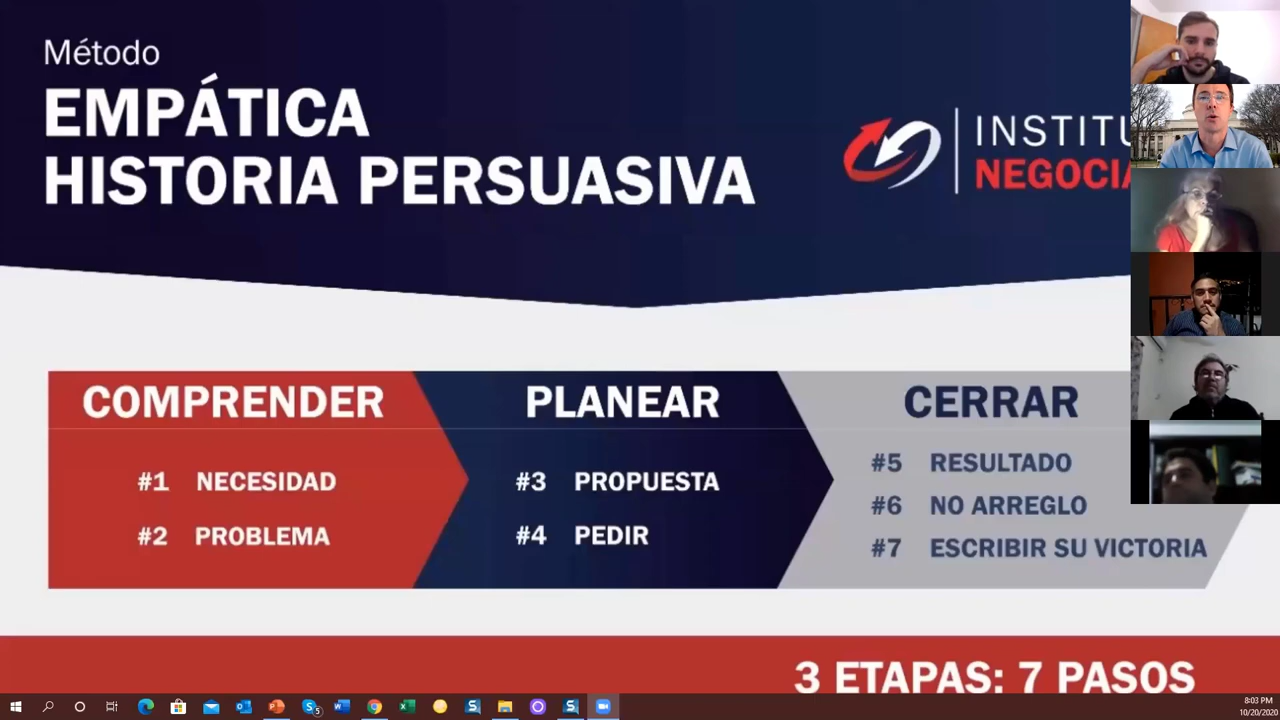 Método
EMPÁTICA
HISTORIA PERSUASIVA
INSTITU
NEGOCIA
COMPRENDER
#1 NECESIDAD
#2 PROBLEMA
PLANEAR
#3 PROPUESTA
#4 PEDIR
CERRAR
#5 RESULTADO
#6 NO ARREGLO
#7 ESCRIBIR SU VICTORIA
3 ETAPAS: 7 PASOS
5
8:03 PM
10/20/2020